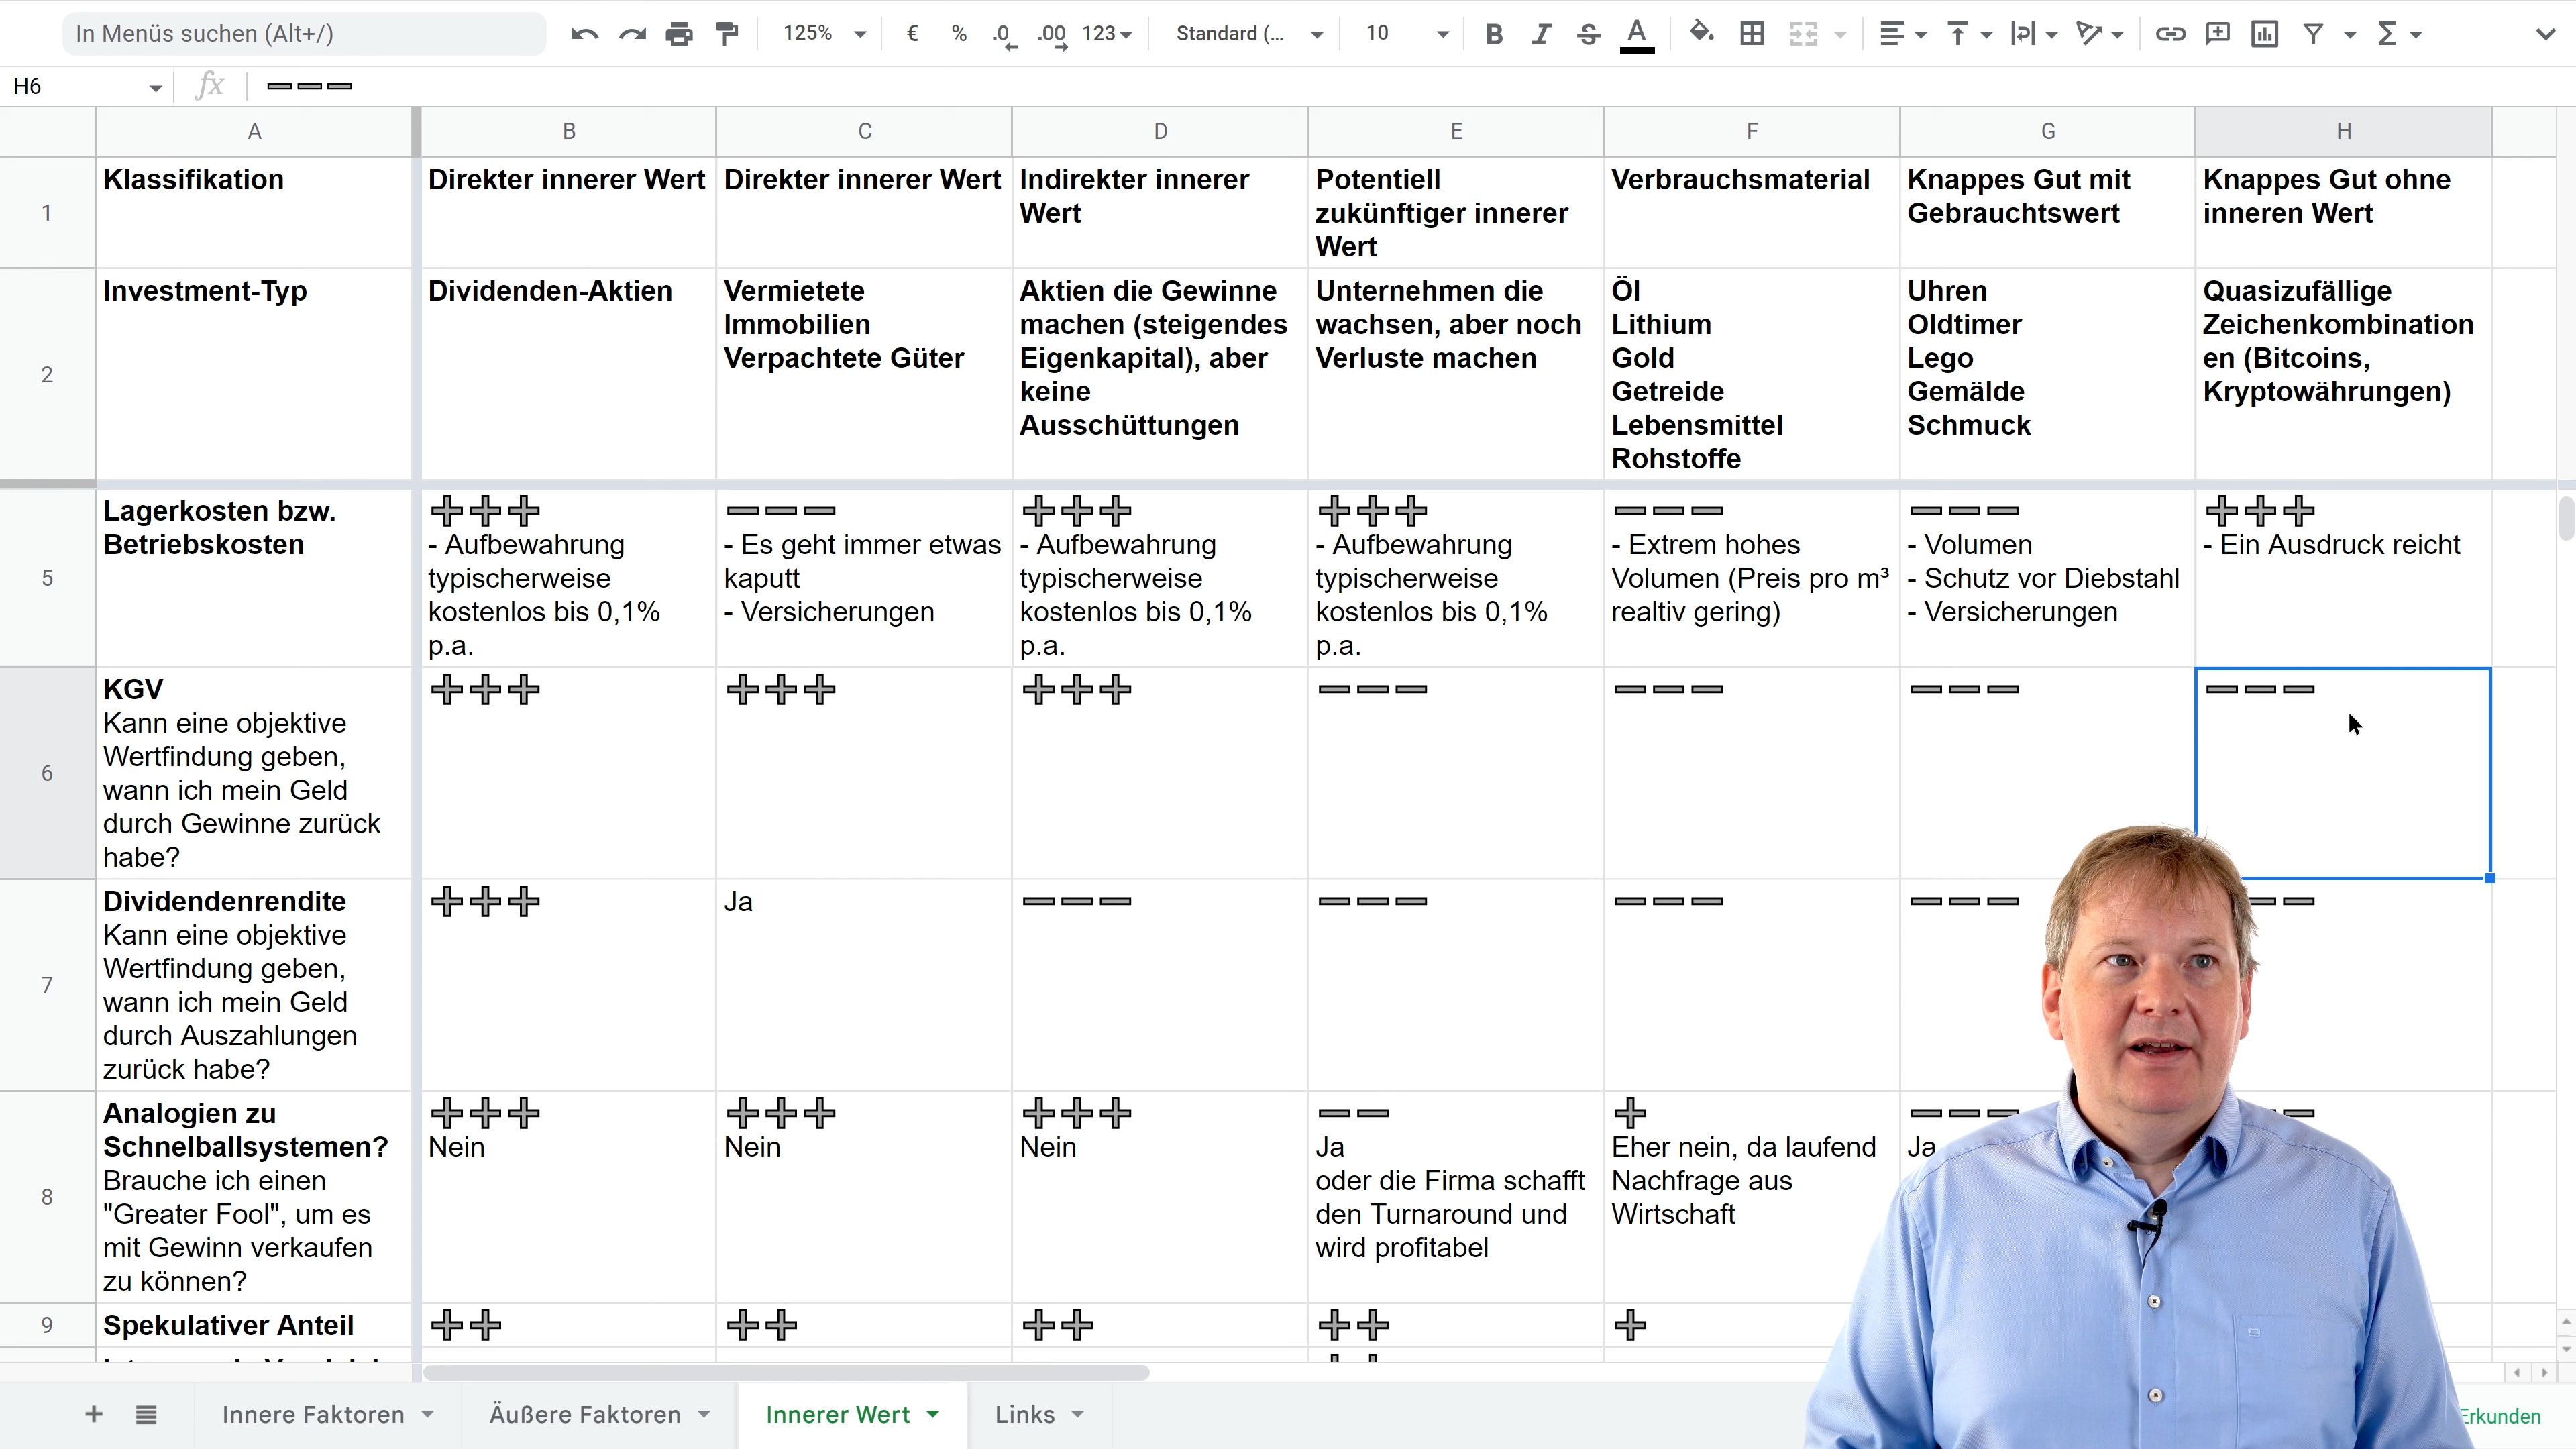 In Menüs suchen (Alt+/)
125%
€
%
.0
.00
123
Standard (...
10
B
I
S
A
Σ
H6
fx
➖➖➖
A
B
C
D
E
F
G
H
1
Klassifikation
Direkter innerer Wert
Direkter innerer Wert
Indirekter innerer
Wert
Potentiell
zukünftiger innerer
Wert
Verbrauchsmaterial
Knappes Gut mit
Gebrauchtswert
Knappes Gut ohne
inneren Wert
2
Investment-Typ
Dividenden-Aktien
Vermietete
Immobilien
Verpachtete Güter
Aktien die Gewinne
machen (steigendes
Eigenkapital), aber
keine
Ausschüttungen
Unternehmen die
wachsen, aber noch
Verluste machen
Öl
Lithium
Gold
Getreide
Lebensmittel
Rohstoffe
Uhren
Oldtimer
Lego
Gemälde
Schmuck
Quasizufällige
Zeichenkombination
en (Bitcoins,
Kryptowährungen)
5
Lagerkosten bzw.
Betriebskosten
➕➕➕
- Aufbewahrung
typischerweise
kostenlos bis 0,1%
p.a.
➖➖➖
- Es geht immer etwas
kaputt
- Versicherungen
➕➕➕
- Aufbewahrung
typischerweise
kostenlos bis 0,1%
p.a.
➕➕➕
- Aufbewahrung
typischerweise
kostenlos bis 0,1%
p.a.
➖➖➖
- Extrem hohes
Volumen (Preis pro m³
realtiv gering)
➖➖➖
- Volumen
- Schutz vor Diebstahl
- Versicherungen
➕➕➕
- Ein Ausdruck reicht
6
KGV
Kann eine objektive
Wertfindung geben,
wann ich mein Geld
durch Gewinne zurück
habe?
➕➕➕
➕➕➕
➕➕➕
➖➖➖
➖➖➖
➖➖➖
➖➖➖
7
Dividendenrendite
Kann eine objektive
Wertfindung geben,
wann ich mein Geld
durch Auszahlungen
zurück habe?
➕➕➕
Ja
➖➖➖
➖➖➖
➖➖➖
➖➖➖
➖➖
8
Analogien zu
Schnelballsystemen?
Brauche ich einen
"Greater Fool", um es
mit Gewinn verkaufen
zu können?
➕➕➕
Nein
➕➕➕
Nein
➕➕➕
Nein
➖➖
Ja
oder die Firma schafft
den Turnaround und
wird profitabel
➕
Eher nein, da laufend
Nachfrage aus
Wirtschaft
➖➖➖
Ja
➖
9
Spekulativer Anteil
➕➕
➕➕
➕➕
➕➕
➕
Innere Faktoren
Äußere Faktoren
Innerer Wert
Links
Erkunden